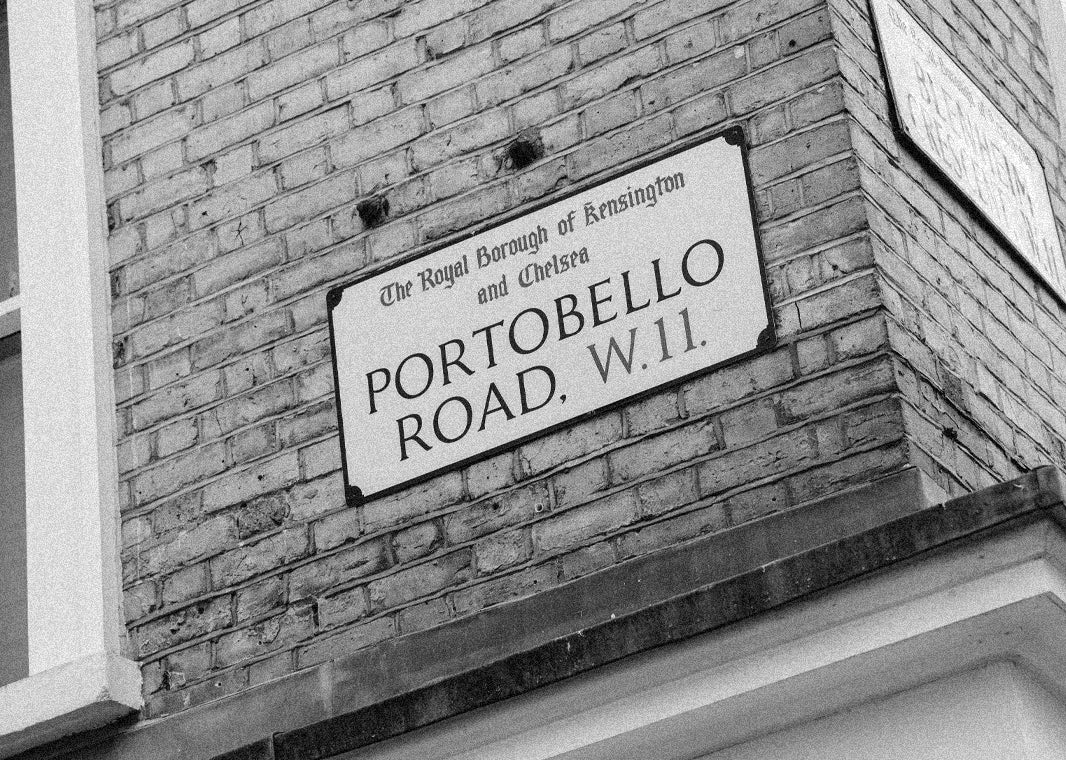 The Royal Borough of Kensington
and Chelsea
PORTOBELLO
ROAD, W.11.